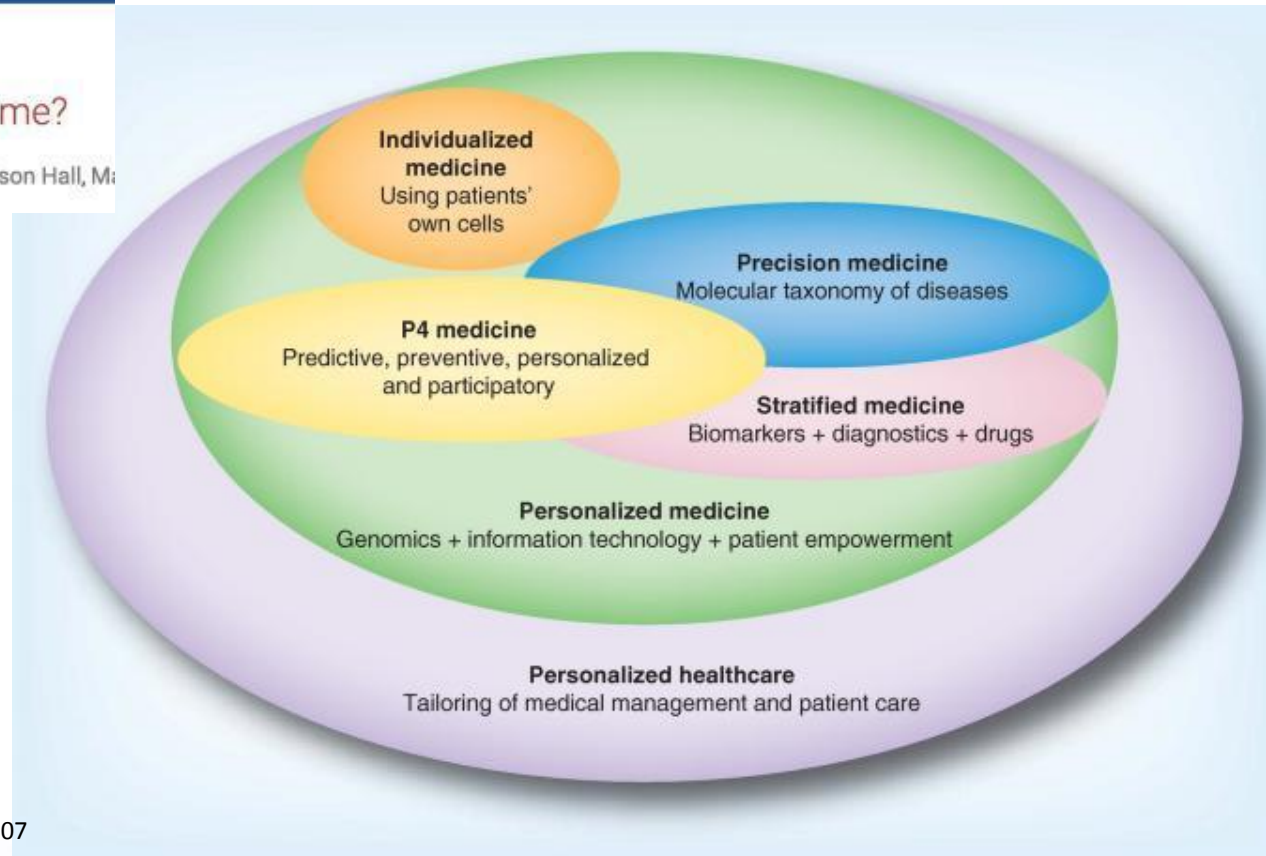 me?
son Hall, Ma
Individualized
medicine
Using patients'
own cells
Precision medicine
Molecular taxonomy of diseases
P4 medicine
Predictive, preventive, personalized
and participatory
Stratified medicine
Biomarkers + diagnostics + drugs
Personalized medicine
Genomics + information technology + patient empowerment
Personalized healthcare
Tailoring of medical management and patient care
07